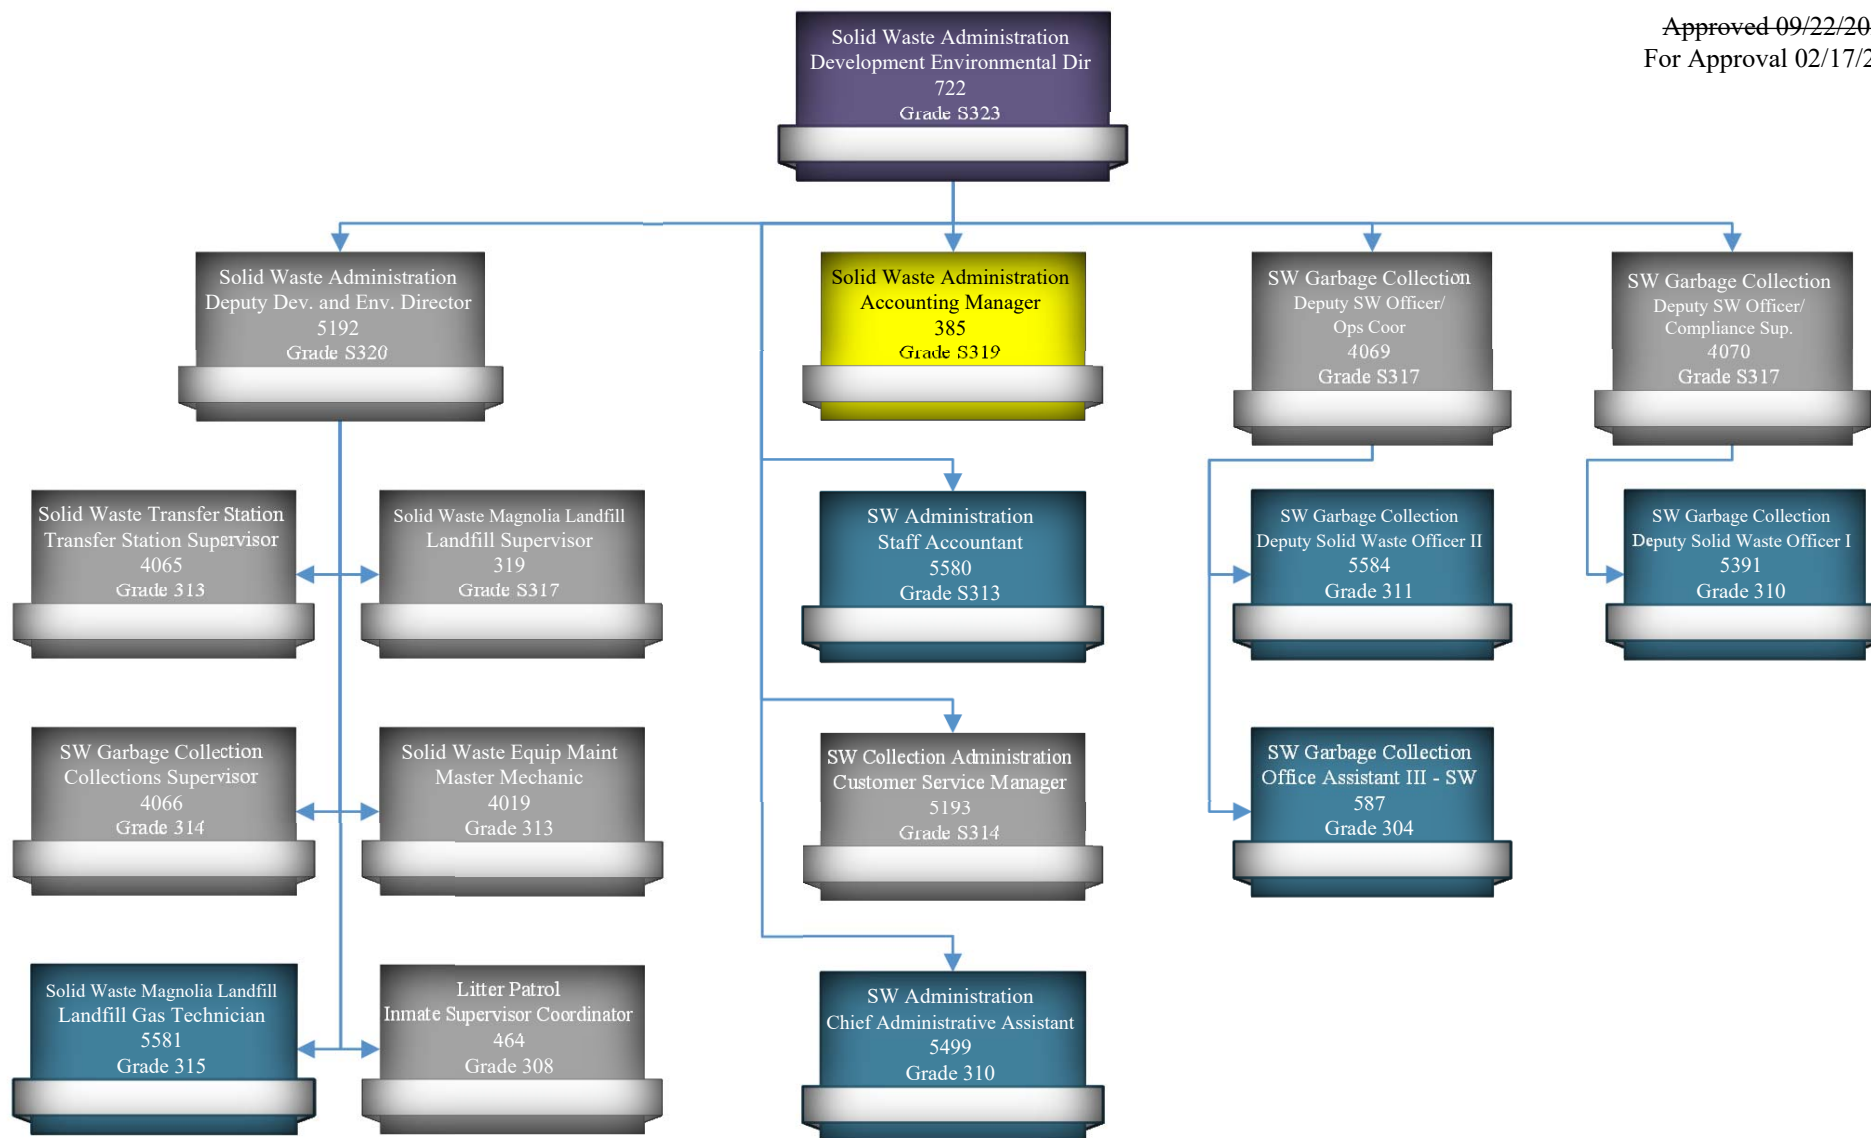 Approved 09/22/20
For Approval 02/17/2
Solid Waste Administration
Development Environmental Dir
722
Grade S323
Solid Waste Administration
Deputy Dev. and Env. Director
5192
Grade S320
Solid Waste Administration
Accounting Manager
385
Grade S319
SW Garbage Collection
Deputy SW Officer/
Ops Coor
4069
Grade S317
SW Garbage Collection
Deputy SW Officer/
Compliance Sup.
4070
Grade S317
Solid Waste Transfer Station
Transfer Station Supervisor
4065
Grade 313
Solid Waste Magnolia Landfill
Landfill Supervisor
319
Grade S317
SW Administration
Staff Accountant
5580
Grade S313
SW Garbage Collection
Deputy Solid Waste Officer II
5584
Grade 311
SW Garbage Collection
Deputy Solid Waste Officer I
5391
Grade 310
SW Garbage Collection
Collections Supervisor
4066
Grade 314
Solid Waste Equip Maint
Master Mechanic
4019
Grade 313
SW Collection Administration
Customer Service Manager
5193
Grade S314
SW Garbage Collection
Office Assistant III - SW
587
Grade 304
Solid Waste Magnolia Landfill
Landfill Gas Technician
5581
Grade 315
Litter Patrol
Inmate Supervisor Coordinator
464
Grade 308
SW Administration
Chief Administrative Assistant
5499
Grade 310